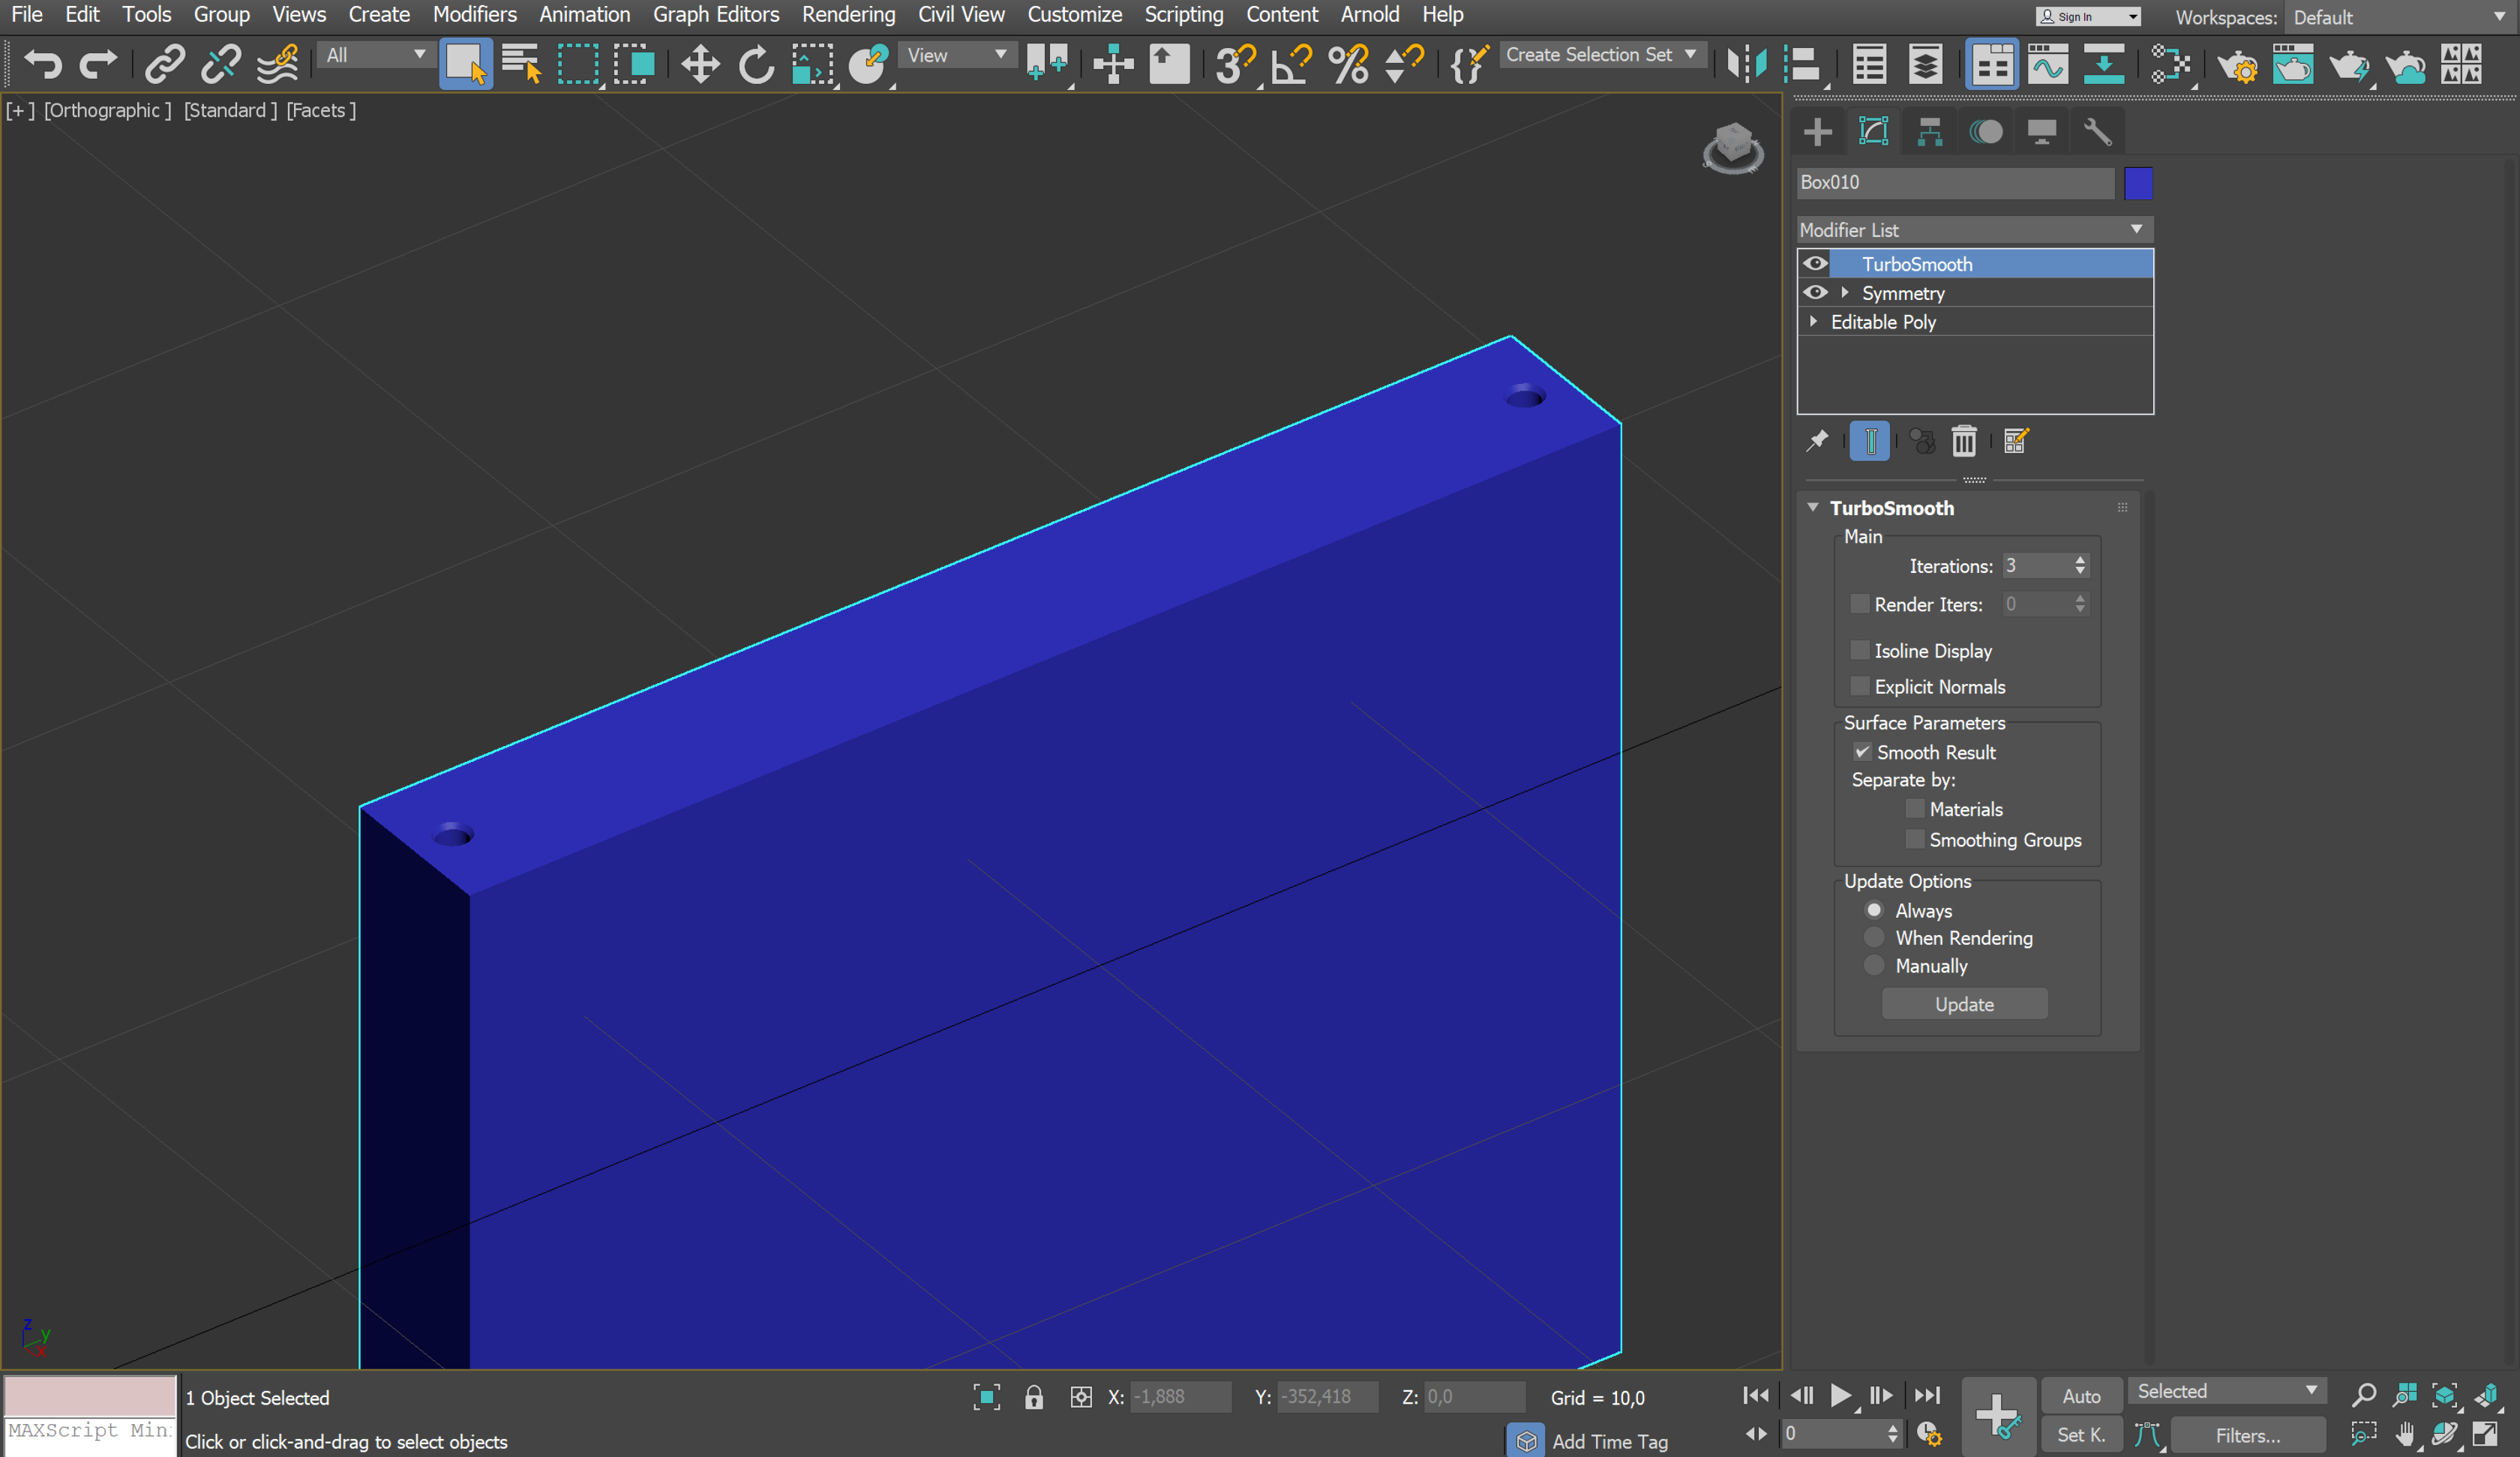 File Edit Tools Group Views Create Modifiers Animation Graph Editors Rendering Civil View Customize Scripting Content Arnold Help
Sign In
Workspaces: Default
All
View
3
Create Selection Set
[+] [Orthographic ] [Standard ] [Facets ]
Box010
Modifier List
TurboSmooth
Symmetry
Editable Poly
TurboSmooth
Main
Iterations: 3
Render Iters: 0
Isoline Display
Explicit Normals
Surface Parameters
Smooth Result
Separate by:
Materials
Smoothing Groups
Update Options
Always
When Rendering
Manually
Update
z
y
x
1 Object Selected
X: -1,888 Y: -352,418 Z: 0,0 Grid = 10,0
Auto
Selected
MAXScript Min
Click or click-and-drag to select objects
Add Time Tag
0
Set K.
Filters...